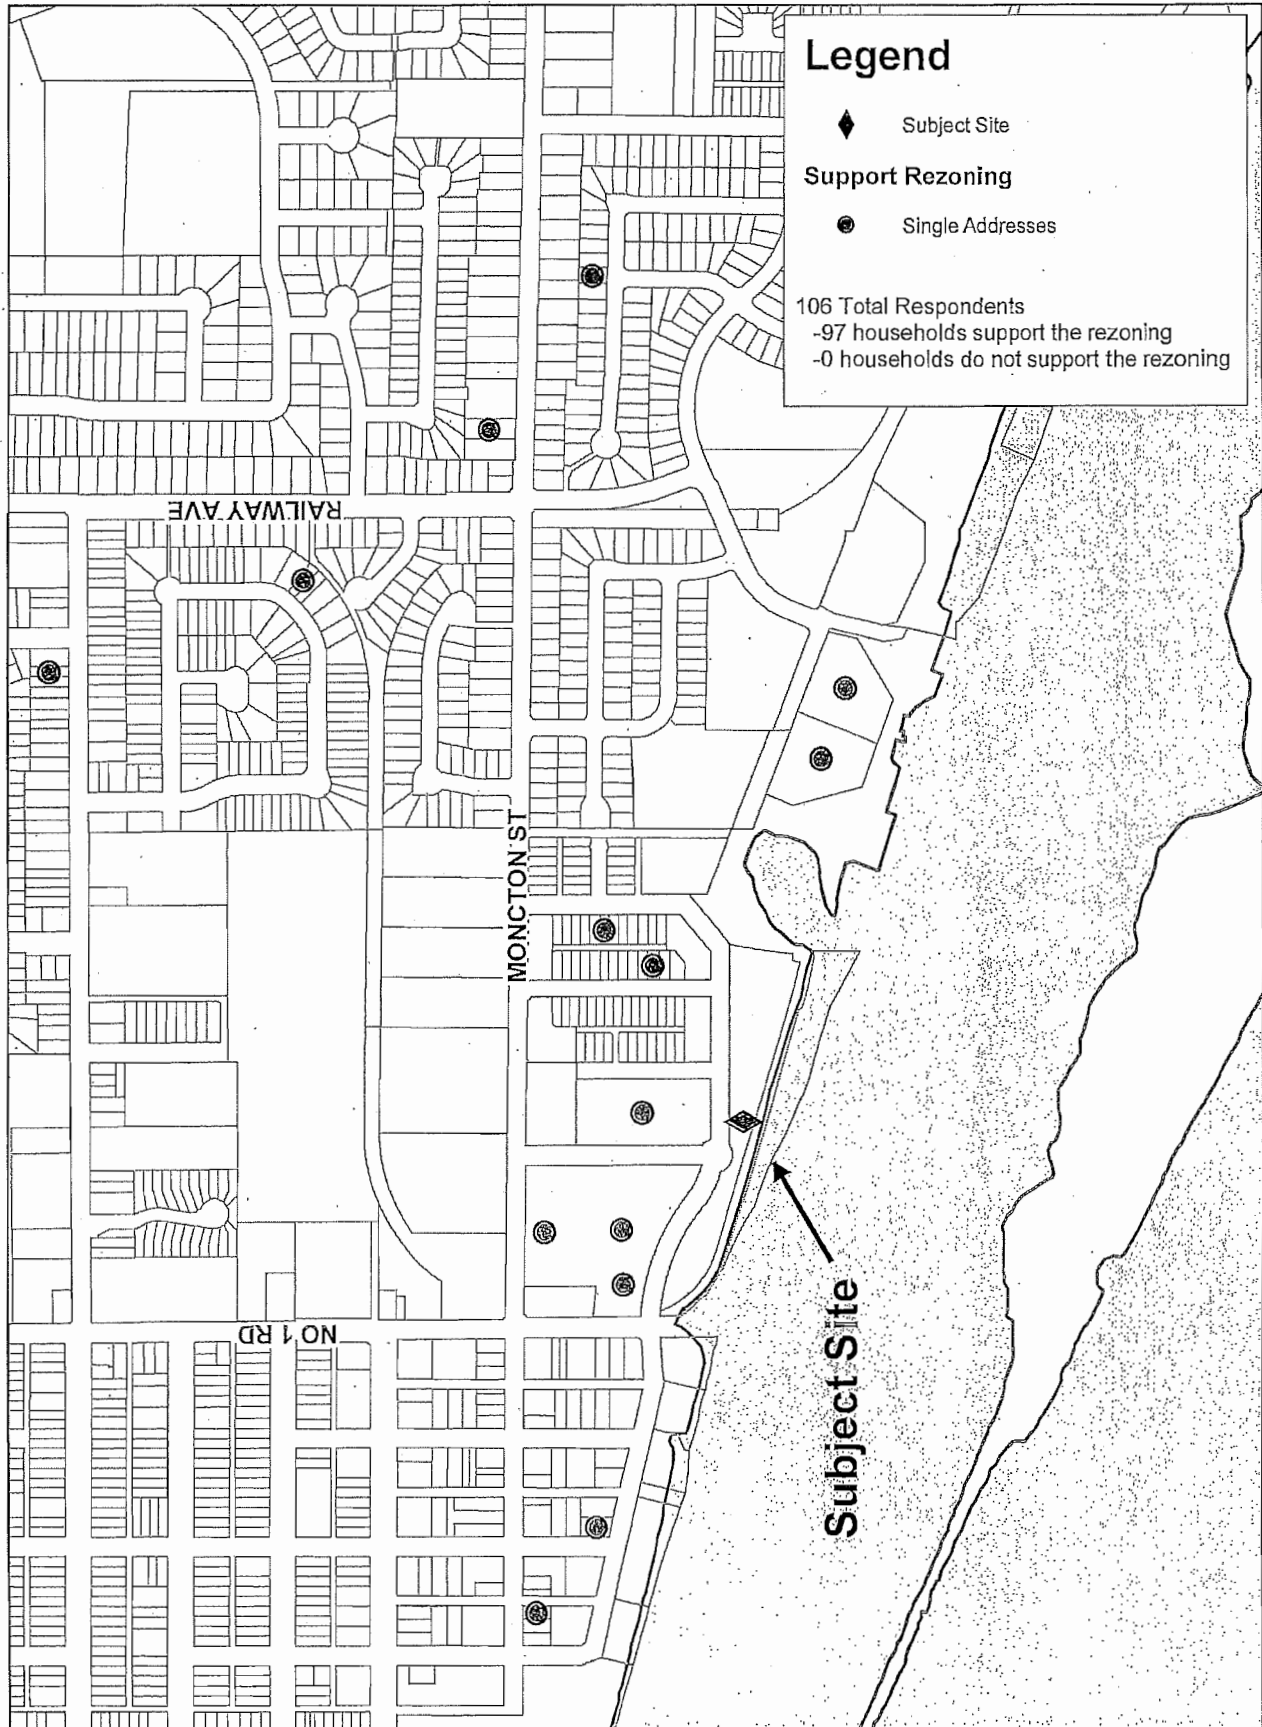 Legend
Subject Site
Support Rezoning
Single Addresses
106 Total Respondents
-97 households support the rezoning
-0 households do not support the rezoning
RAILWAY AVE
MONCTON ST
NO 1 RD
Subject Site